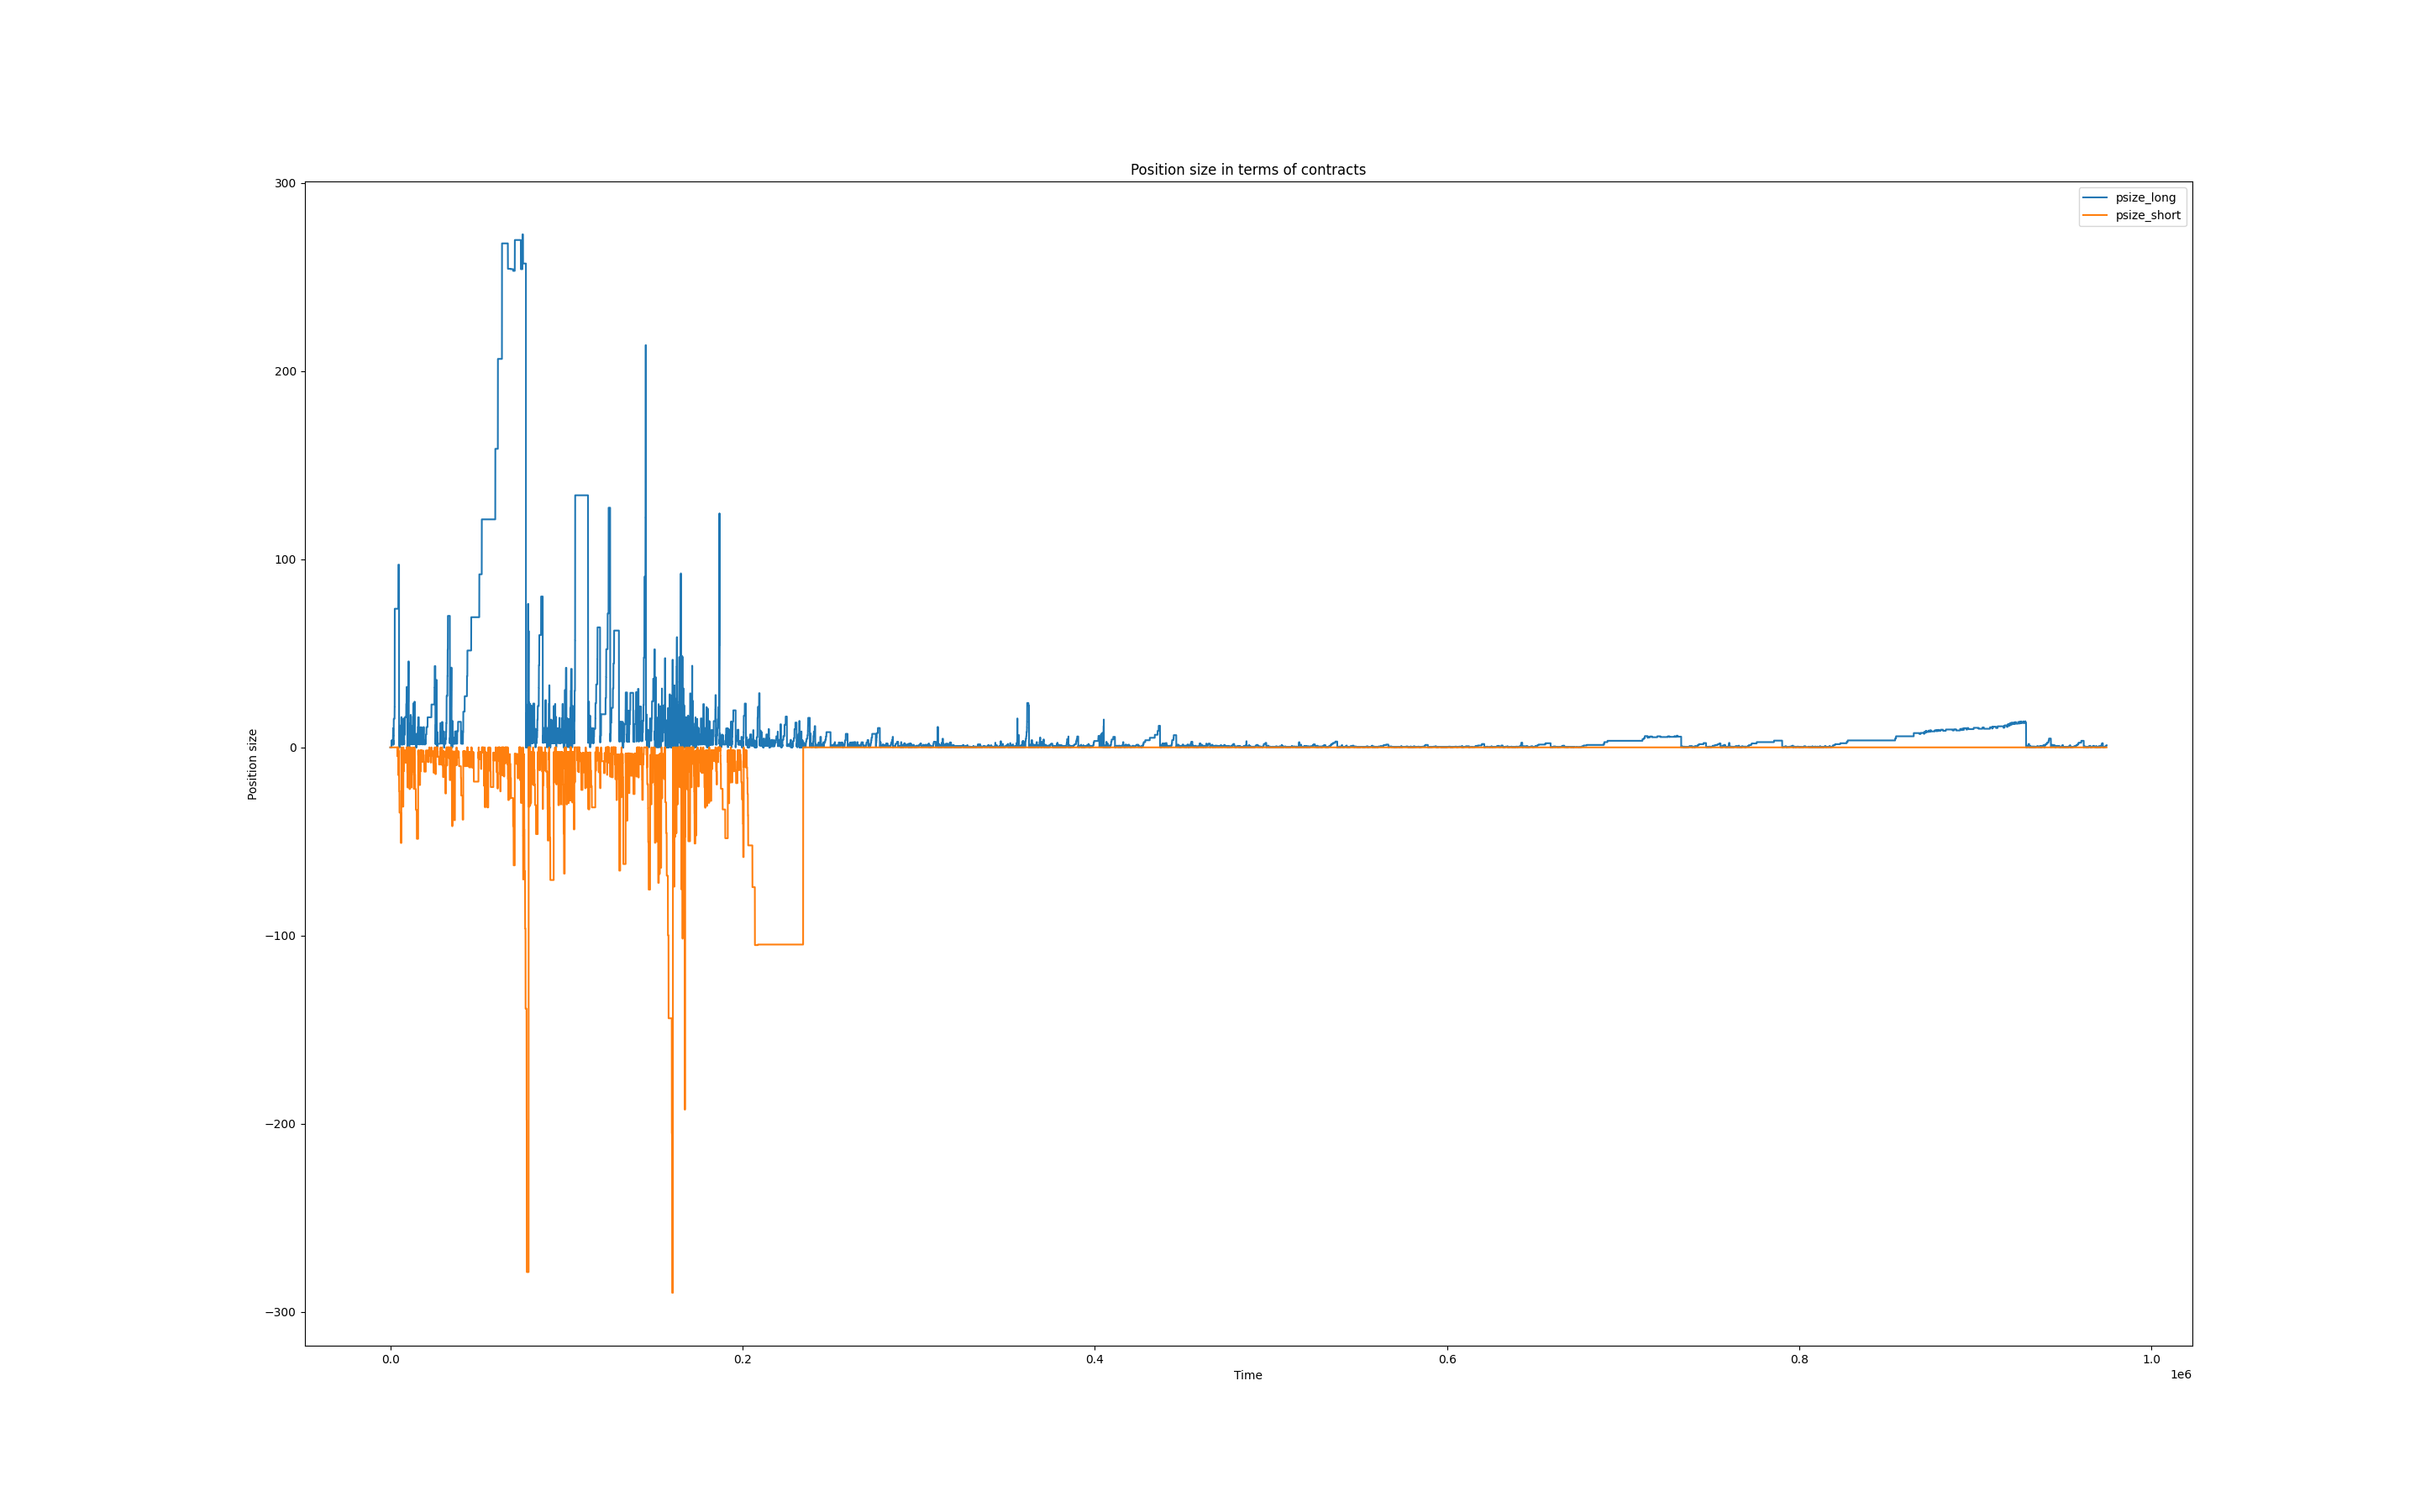 Position size in terms of contracts
psize_long
psize_short
Position size
300
200
100
0
−100
−200
−300
0.0
0.2
0.4
0.6
0.8
1.0
1e6
Time